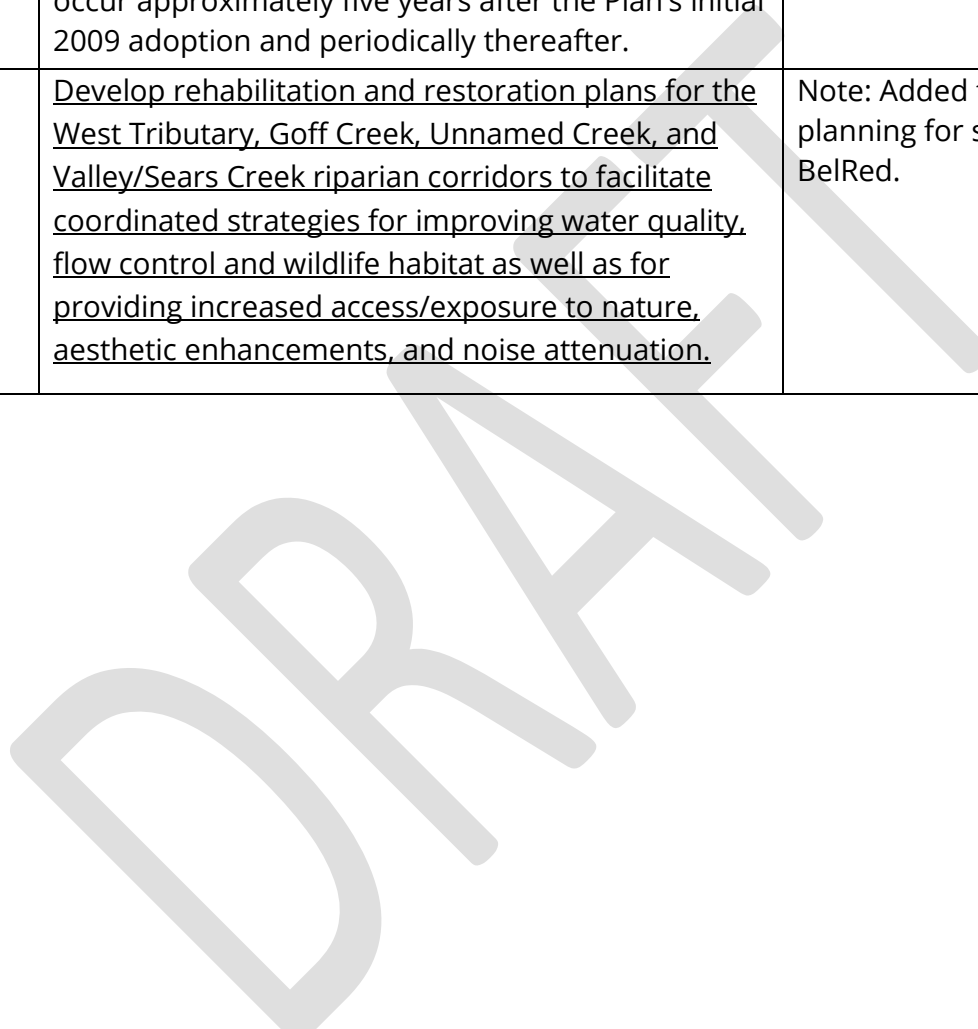 occur approximately five years after the Plan's initial
2009 adoption and periodically thereafter.
Develop rehabilitation and restoration plans for the
West Tributary, Goff Creek, Unnamed Creek, and
Valley/Sears Creek riparian corridors to facilitate
coordinated strategies for improving water quality,
flow control and wildlife habitat as well as for
providing increased access/exposure to nature,
aesthetic enhancements, and noise attenuation.
Note: Added
planning for
BelRed.
DRAFT